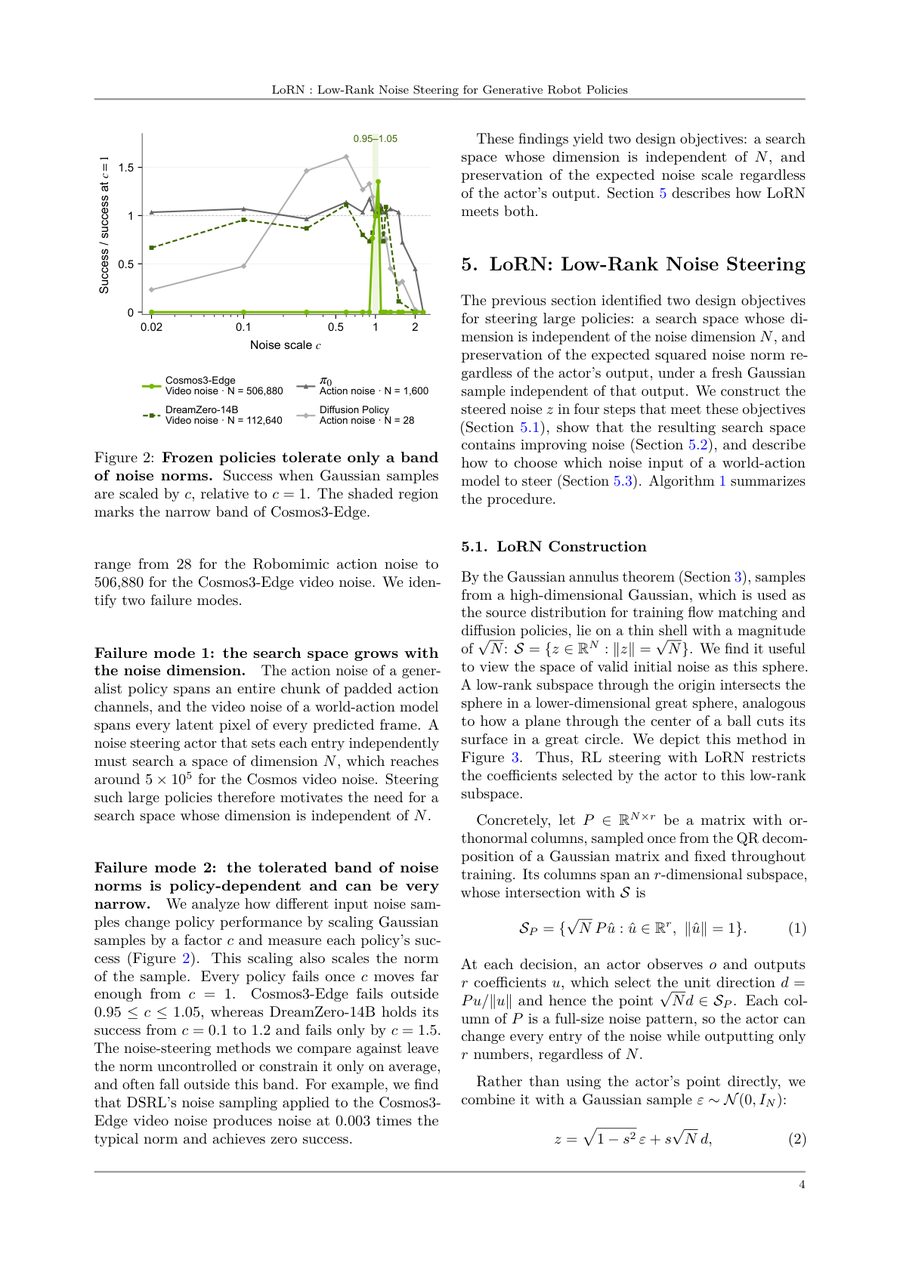 LoRN : Low-Rank Noise Steering for Generative Robot Policies
0.95–1.05
Success / success at c = 1
1.5
1
0.5
0
0.02
0.1
0.5
1
2
Noise scale c
Cosmos3-Edge
Video noise · N = 506,880
π0
Action noise · N = 1,600
DreamZero-14B
Video noise · N = 112,640
Diffusion Policy
Action noise · N = 28
Figure 2: Frozen policies tolerate only a band
of noise norms. Success when Gaussian samples
are scaled by c, relative to c = 1. The shaded region
marks the narrow band of Cosmos3-Edge.
range from 28 for the Robomimic action noise to
506,880 for the Cosmos3-Edge video noise. We iden-
tify two failure modes.
Failure mode 1: the search space grows with
the noise dimension. The action noise of a gener-
alist policy spans an entire chunk of padded action
channels, and the video noise of a world-action model
spans every latent pixel of every predicted frame. A
noise steering actor that sets each entry independently
must search a space of dimension N, which reaches
around 5 × 10⁵ for the Cosmos video noise. Steering
such large policies therefore motivates the need for a
search space whose dimension is independent of N.
Failure mode 2: the tolerated band of noise
norms is policy-dependent and can be very
narrow. We analyze how different input noise sam-
ples change policy performance by scaling Gaussian
samples by a factor c and measure each policy's suc-
cess (Figure 2). This scaling also scales the norm
of the sample. Every policy fails once c moves far
enough from c = 1. Cosmos3-Edge fails outside
0.95 ≤ c ≤ 1.05, whereas DreamZero-14B holds its
success from c = 0.1 to 1.2 and fails only by c = 1.5.
The noise-steering methods we compare against leave
the norm uncontrolled or constrain it only on average,
and often fall outside this band. For example, we find
that DSRL's noise sampling applied to the Cosmos3-
Edge video noise produces noise at 0.003 times the
typical norm and achieves zero success.
These findings yield two design objectives: a search
space whose dimension is independent of N, and
preservation of the expected noise scale regardless
of the actor's output. Section 5 describes how LoRN
meets both.
5. LoRN: Low-Rank Noise Steering
The previous section identified two design objectives
for steering large policies: a search space whose di-
mension is independent of the noise dimension N, and
preservation of the expected squared noise norm re-
gardless of the actor's output, under a fresh Gaussian
sample independent of that output. We construct the
steered noise z in four steps that meet these objectives
(Section 5.1), show that the resulting search space
contains improving noise (Section 5.2), and describe
how to choose which noise input of a world-action
model to steer (Section 5.3). Algorithm 1 summarizes
the procedure.
5.1. LoRN Construction
By the Gaussian annulus theorem (Section 3), samples
from a high-dimensional Gaussian, which is used as
the source distribution for training flow matching and
diffusion policies, lie on a thin shell with a magnitude
of √N: S = {z ∈ ℝᴺ : ‖z‖ = √N}. We find it useful
to view the space of valid initial noise as this sphere.
A low-rank subspace through the origin intersects the
sphere in a lower-dimensional great sphere, analogous
to how a plane through the center of a ball cuts its
surface in a great circle. We depict this method in
Figure 3. Thus, RL steering with LoRN restricts
the coefficients selected by the actor to this low-rank
subspace.
Concretely, let P ∈ ℝᴺˣʳ be a matrix with or-
thonormal columns, sampled once from the QR decom-
position of a Gaussian matrix and fixed throughout
training. Its columns span an r-dimensional subspace,
whose intersection with S is
S_P = {√N Pû : û ∈ ℝʳ, ‖û‖ = 1}. (1)
At each decision, an actor observes o and outputs
r coefficients u, which select the unit direction d =
Pu/‖u‖ and hence the point √Nd ∈ S_P. Each col-
umn of P is a full-size noise pattern, so the actor can
change every entry of the noise while outputting only
r numbers, regardless of N.
Rather than using the actor's point directly, we
combine it with a Gaussian sample ε ∼ N(0, I_N):
z = √(1 − s²) ε + s√N d, (2)
4